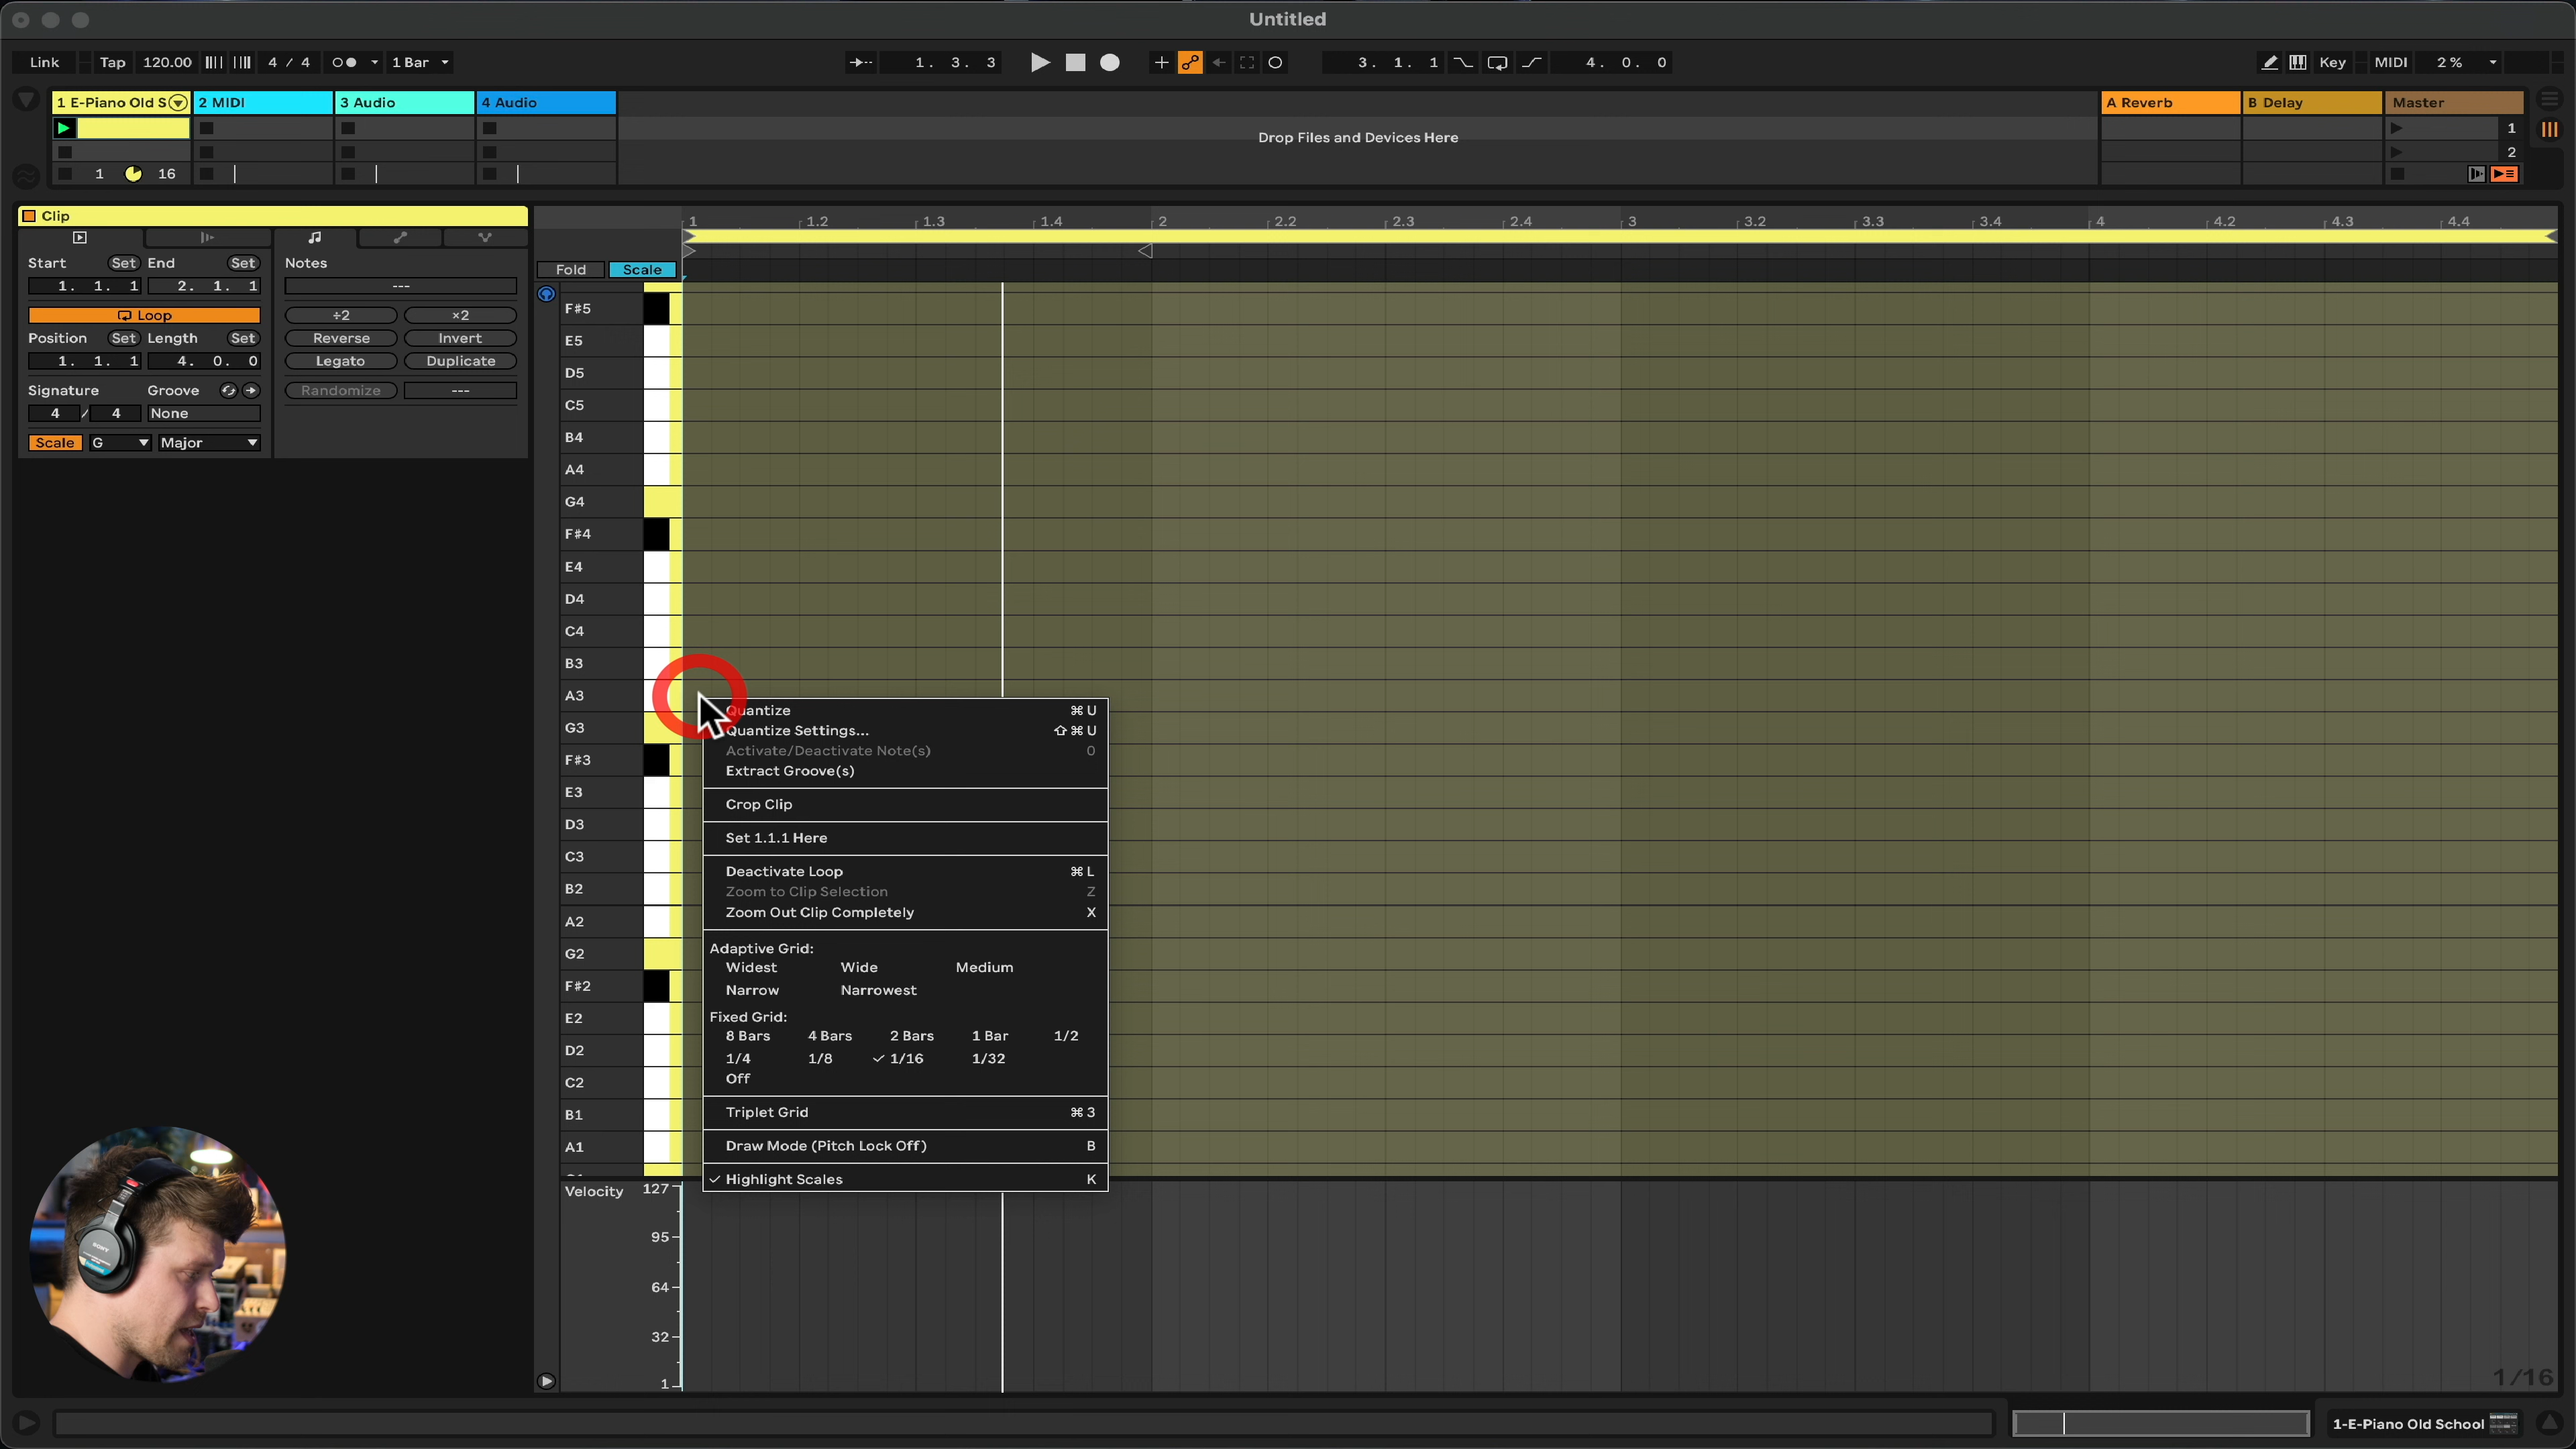 Untitled
Link Tap 120.00 4 / 4 1 Bar 1. 3. 3 3. 1. 1 4. 0. 0 Key MIDI 2 %
1 E-Piano Old S 2 MIDI 3 Audio 4 Audio A Reverb B Delay Master
1
Drop Files and Devices Here
2
1 16
Clip
1 1.2 1.3 1.4 2 2.2 2.3 2.4 3 3.2 3.3 3.4 4 4.2 4.3 4.4
Start Set End Set Notes
Fold Scale
1. 1. 1 2. 1. 1 ---
Loop ÷2 ×2
Position Set Length Set Reverse Invert
1. 1. 1 4. 0. 0 Legato Duplicate
Signature Groove Randomize ---
4 / 4 None
Scale G Major
F#5
E5
D5
C5
B4
A4
G4
F#4
E4
D4
C4
B3
A3
G3
F#3
E3
D3
C3
B2
A2
G2
F#2
E2
D2
C2
B1
A1
Quantize ⌘U
Quantize Settings... ⇧⌘U
Activate/Deactivate Note(s) 0
Extract Groove(s)
Crop Clip
Set 1.1.1 Here
Deactivate Loop ⌘L
Zoom to Clip Selection Z
Zoom Out Clip Completely X
Adaptive Grid:
Widest Wide Medium
Narrow Narrowest
Fixed Grid:
8 Bars 4 Bars 2 Bars 1 Bar 1/2
1/4 1/8 ✓ 1/16 1/32
Off
Triplet Grid ⌘3
Draw Mode (Pitch Lock Off) B
✓ Highlight Scales K
Velocity 127
95
64
32
1
SONY
1/16
1-E-Piano Old School